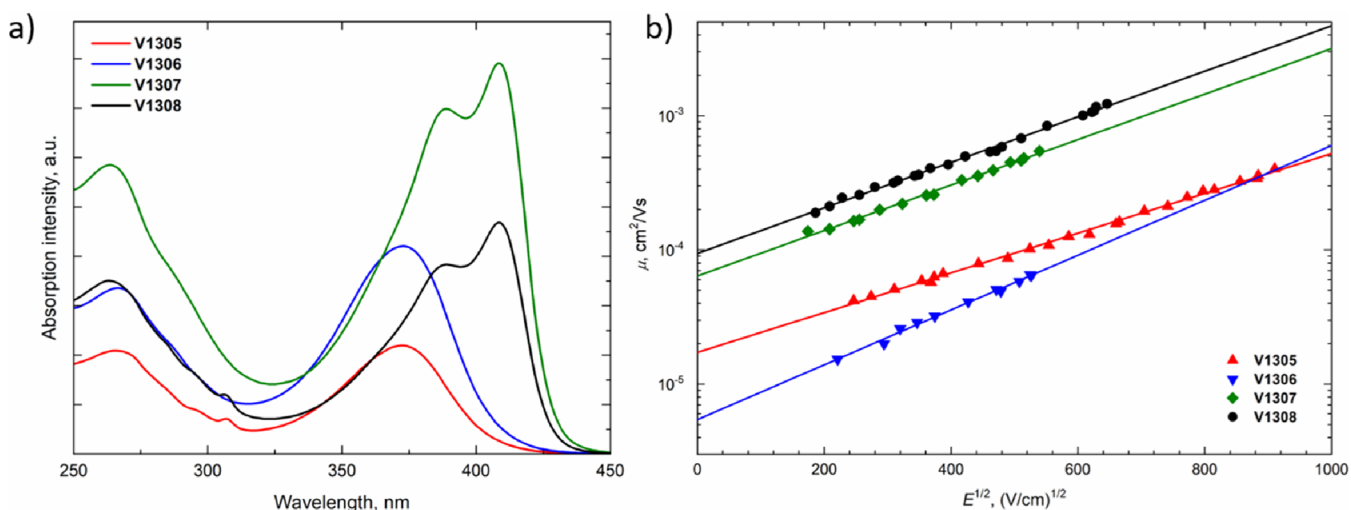 a)
V1305
V1306
V1307
V1308
Absorption intensity, a.u.
250 300 350 400 450
Wavelength, nm
b)
10⁻³
10⁻⁴
10⁻⁵
μ, cm²/Vs
V1305
V1306
V1307
V1308
0 200 400 600 800 1000
E^1/2, (V/cm)^1/2